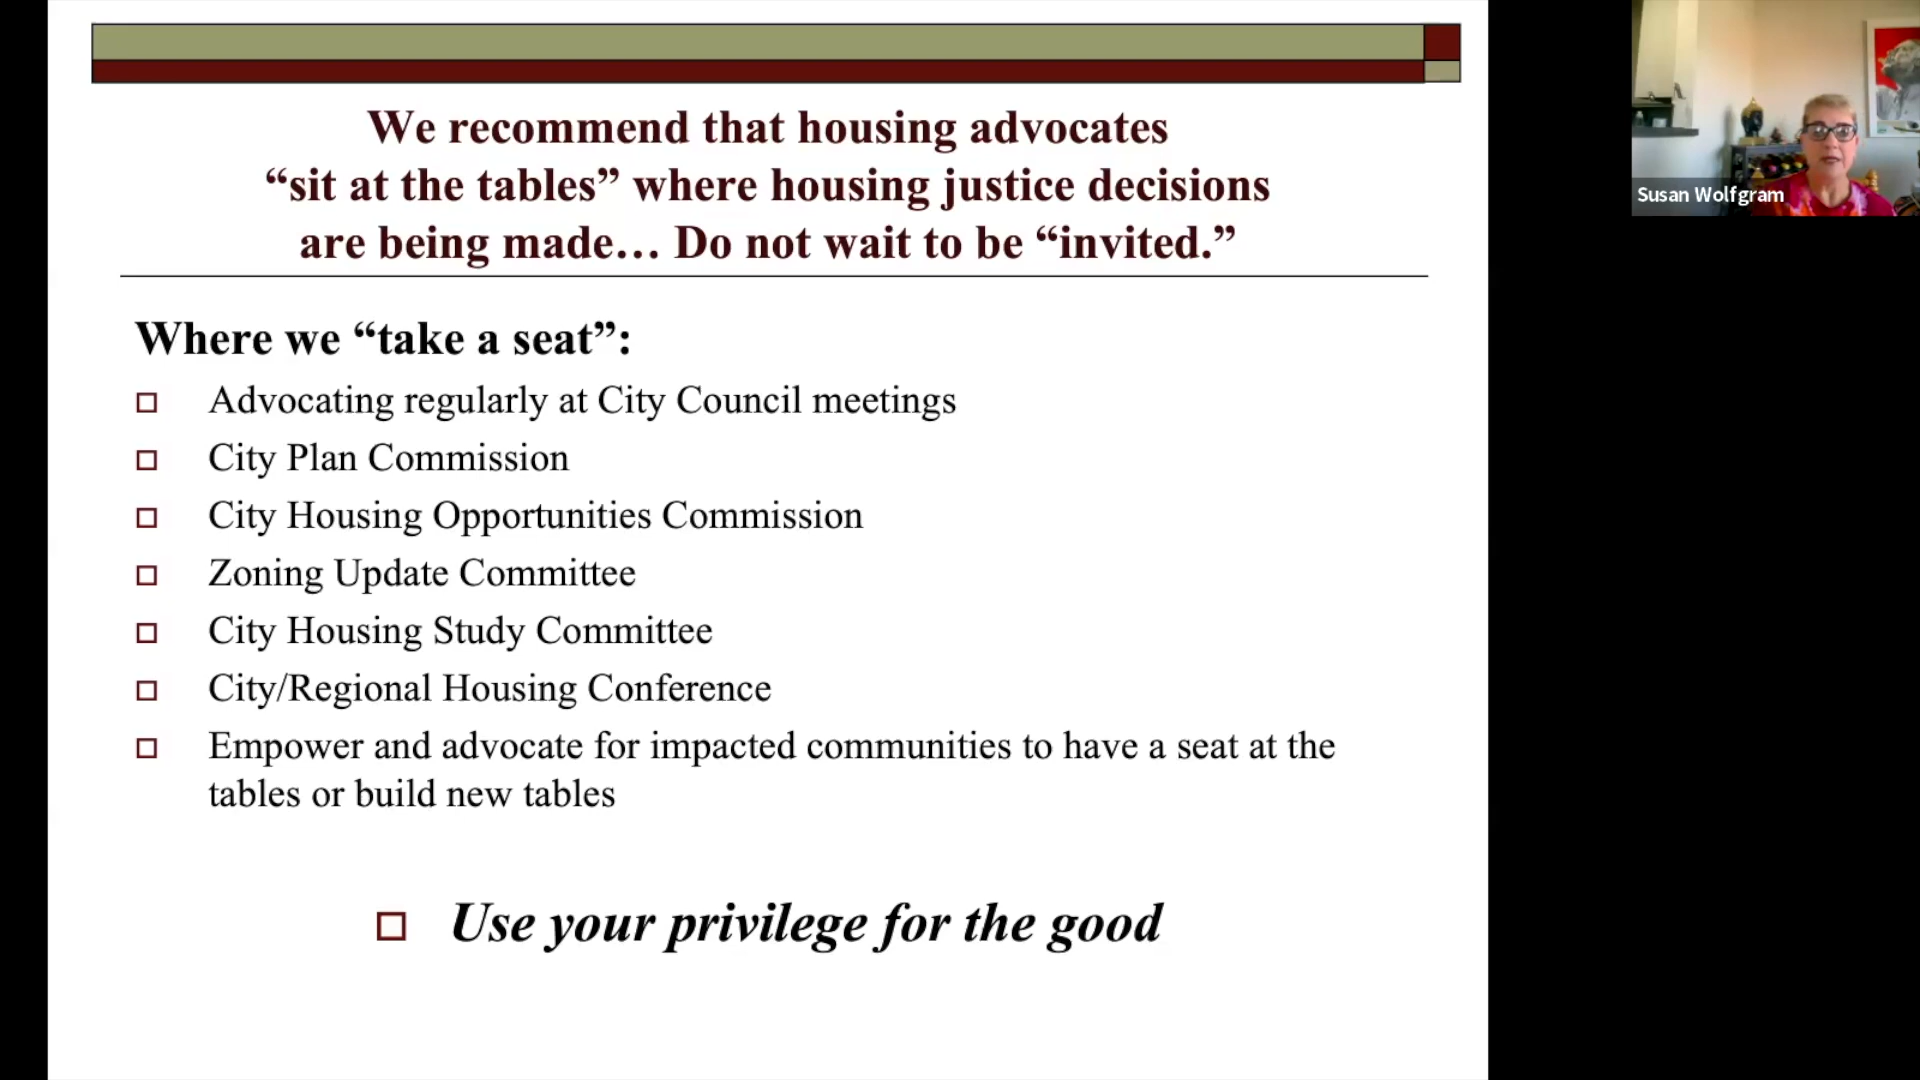 We recommend that housing advocates
“sit at the tables” where housing justice decisions
are being made… Do not wait to be “invited.”
Where we “take a seat”:
Advocating regularly at City Council meetings
City Plan Commission
City Housing Opportunities Commission
Zoning Update Committee
City Housing Study Committee
City/Regional Housing Conference
Empower and advocate for impacted communities to have a seat at the
tables or build new tables
Use your privilege for the good
Susan Wolfgram